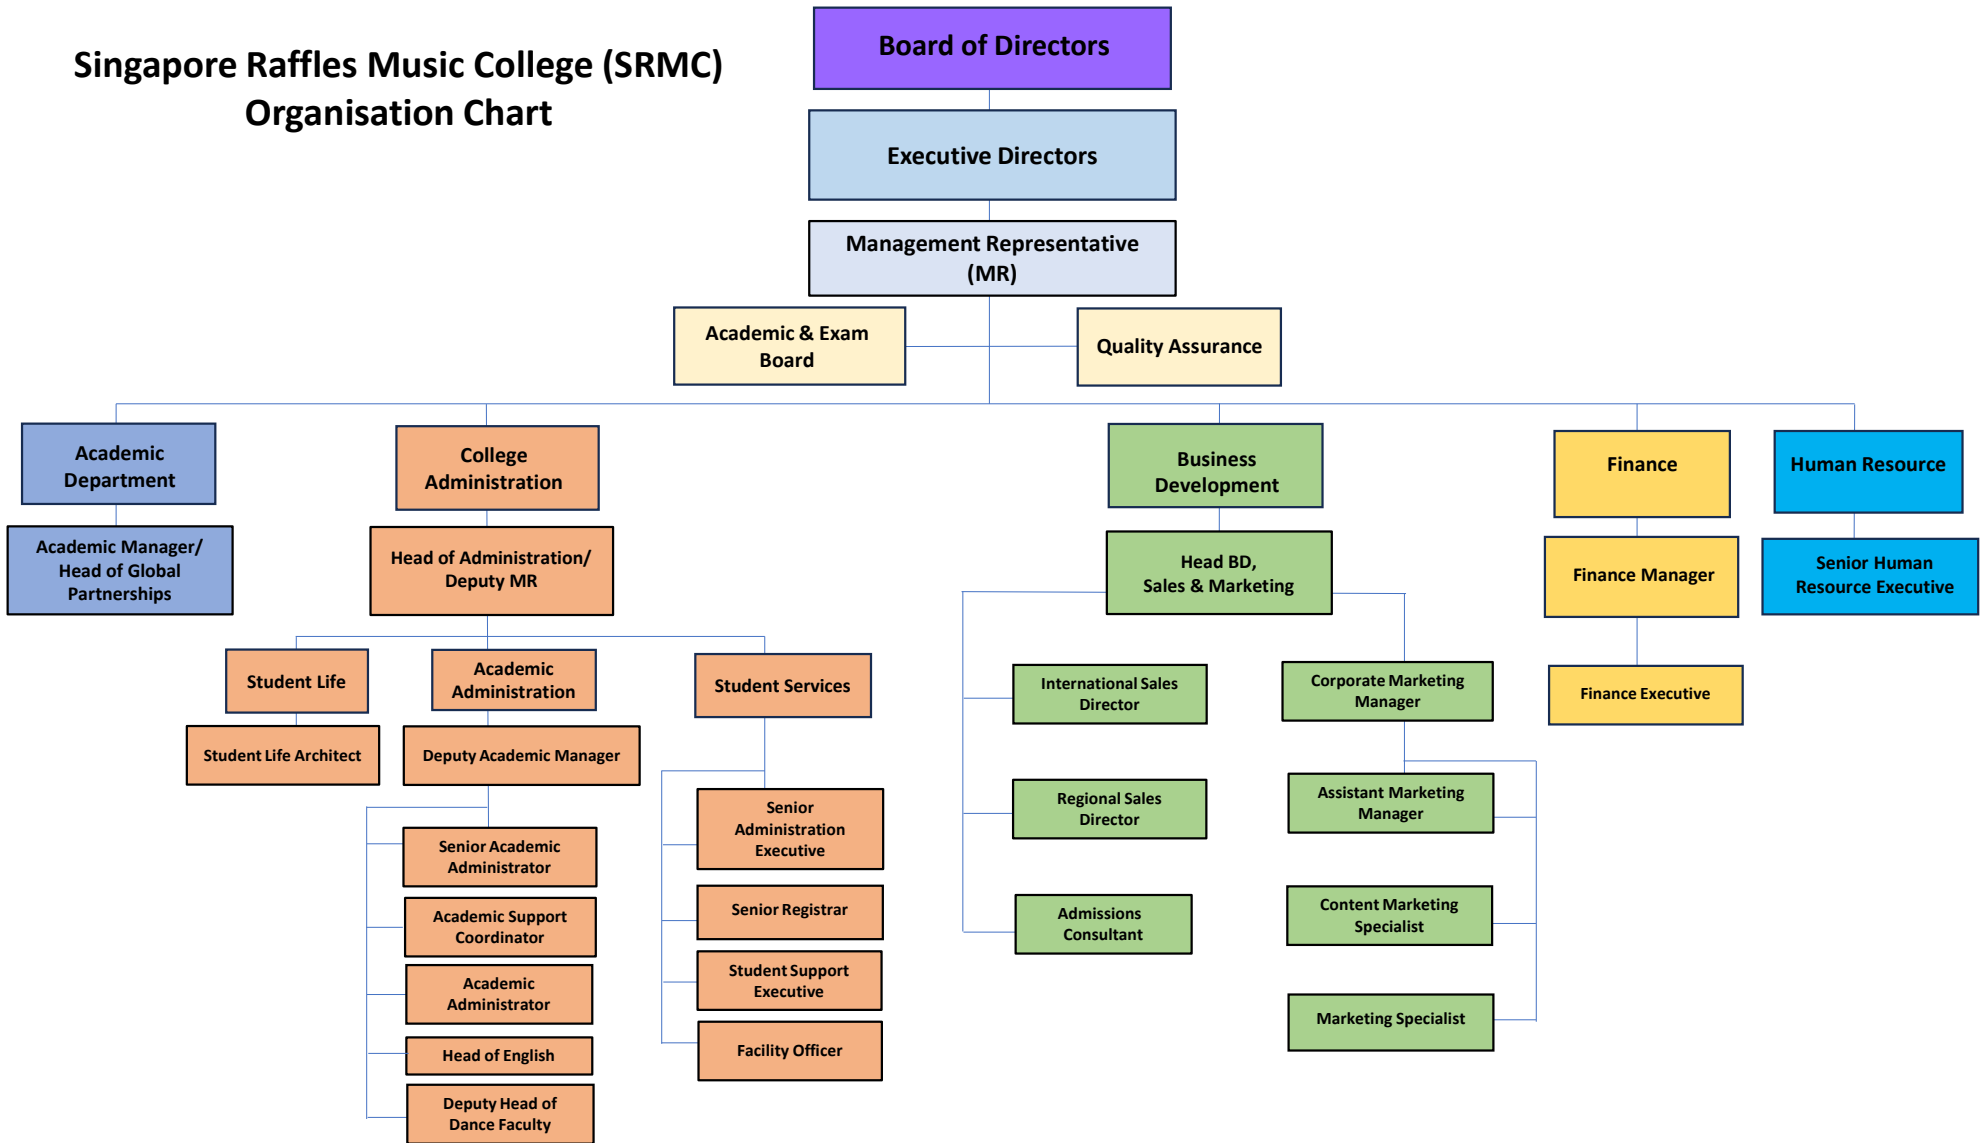 Singapore Raffles Music College (SRMC)
Organisation Chart
Board of Directors
Executive Directors
Management Representative
(MR)
Academic & Exam
Board
Quality Assurance
Academic
Department
College
Administration
Business
Development
Finance
Human Resource
Academic Manager/
Head of Global
Partnerships
Head of Administration/
Deputy MR
Head BD,
Sales & Marketing
Finance Manager
Senior Human
Resource Executive
Student Life
Academic
Administration
Student Services
International Sales
Director
Corporate Marketing
Manager
Finance Executive
Student Life Architect
Deputy Academic Manager
Senior
Administration
Executive
Regional Sales
Director
Assistant Marketing
Manager
Senior Academic
Administrator
Senior Registrar
Admissions
Consultant
Content Marketing
Specialist
Academic Support
Coordinator
Student Support
Executive
Academic
Administrator
Marketing Specialist
Head of English
Facility Officer
Deputy Head of
Dance Faculty